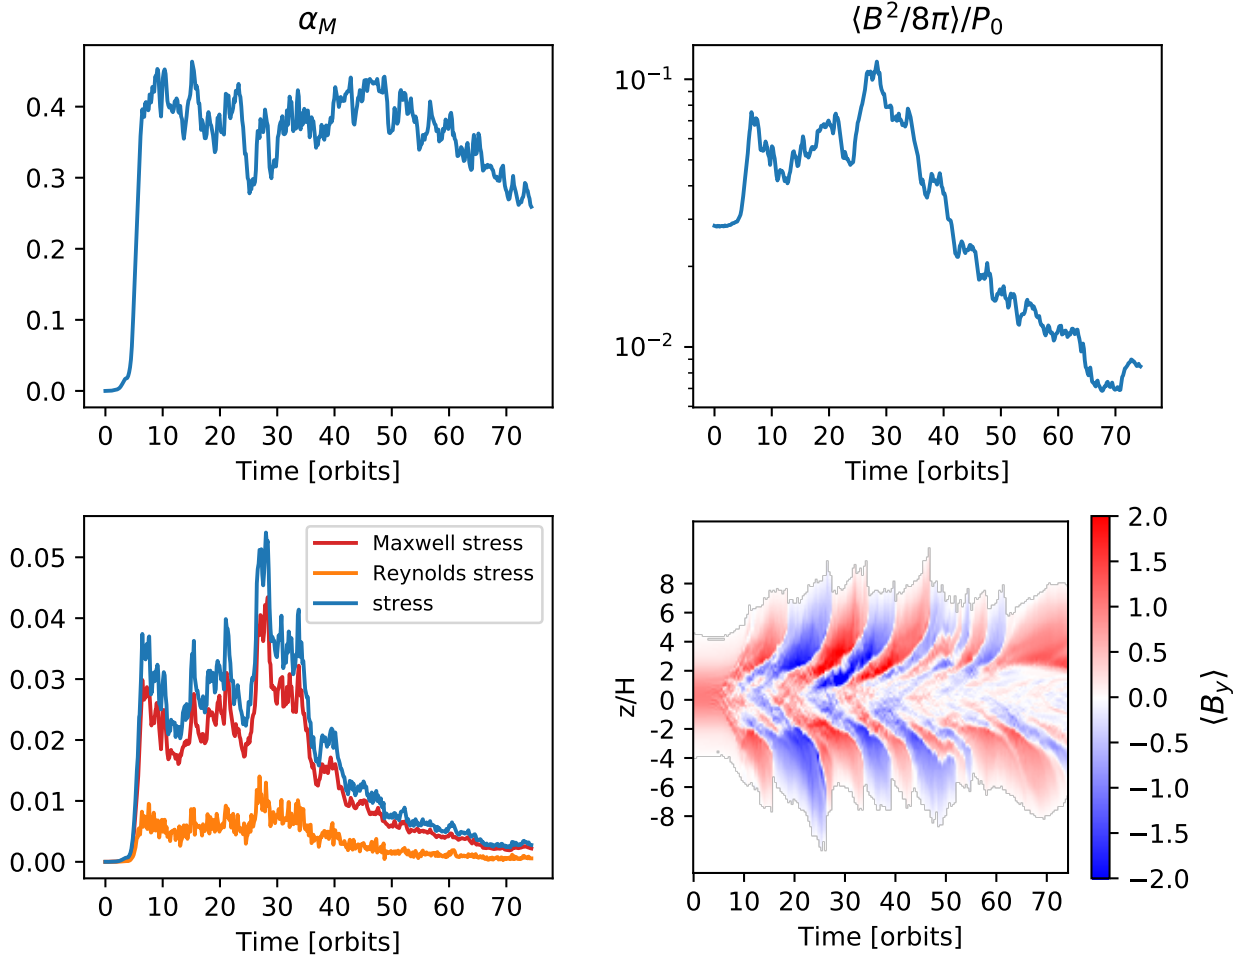 α_M
0.4
0.3
0.2
0.1
0.0
0 10 20 30 40 50 60 70
Time [orbits]
⟨B²/8π⟩/P₀
10⁻¹
10⁻²
0 10 20 30 40 50 60 70
Time [orbits]
Maxwell stress
Reynolds stress
stress
0.05
0.04
0.03
0.02
0.01
0.00
0 10 20 30 40 50 60 70
Time [orbits]
z/H
8
6
4
2
0
-2
-4
-6
-8
0 10 20 30 40 50 60 70
Time [orbits]
2.0
1.5
1.0
0.5
0.0
−0.5
−1.0
−1.5
−2.0
⟨B_y⟩